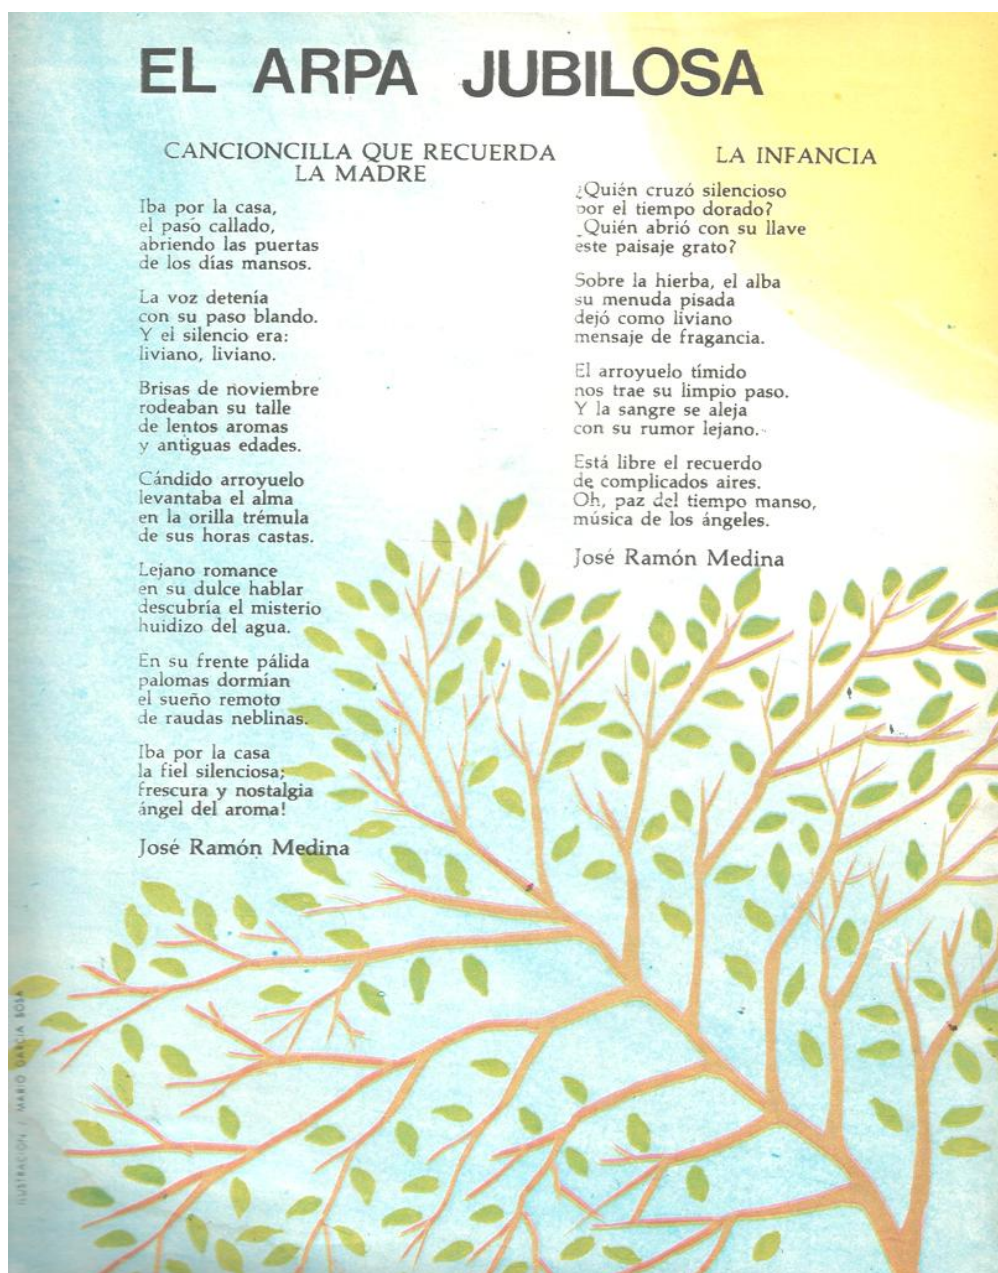 EL ARPA JUBILOSA
CANCIONCILLA QUE RECUERDA
LA MADRE
Iba por la casa,
el paso callado,
abriendo las puertas
de los días mansos.
La voz detenía
con su paso blando.
Y el silencio era:
liviano, liviano.
Brisas de noviembre
rodeaban su talle
de lentos aromas
y antiguas edades.
Cándido arroyuelo
levantaba el alma
en la orilla trémula
de sus horas castas.
Lejano romance
en su dulce hablar
descubría el misterio
huidizo del agua.
En su frente pálida
palomas dormían
el sueño remoto
de raudas neblinas.
Iba por la casa
la fiel silenciosa;
frescura y nostalgia
ángel del aroma!
José Ramón Medina
LA INFANCIA
¿Quién cruzó silencioso
por el tiempo dorado?
¿Quién abrió con su llave
este paisaje grato?
Sobre la hierba, el alba
su menuda pisada
dejó como liviano
mensaje de fragancia.
El arroyuelo tímido
nos trae su limpio paso.
Y la sangre se aleja
con su rumor lejano.
Está libre el recuerdo
de complicados aires.
Oh, paz del tiempo manso,
música de los ángeles.
José Ramón Medina
ILUSTRACION / MARIO GARCIA SOSA